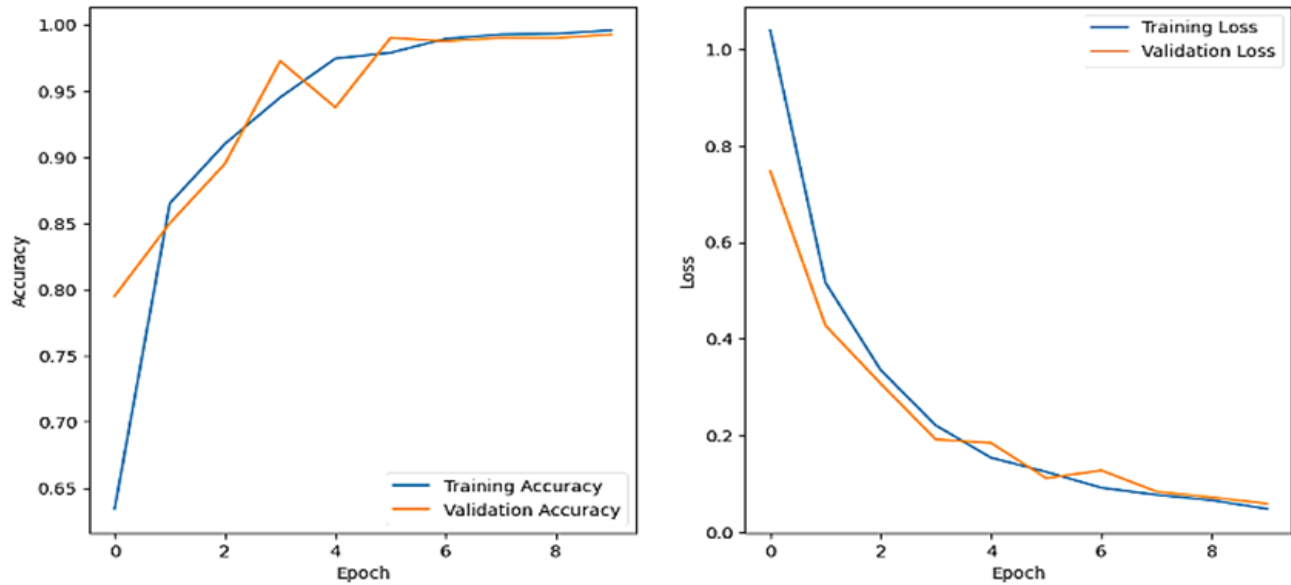 1.00
0.95
0.90
0.85
0.80
0.75
0.70
0.65
Accuracy
Training Accuracy
Validation Accuracy
0 2 4 6 8
Epoch
Training Loss
Validation Loss
1.0
0.8
0.6
0.4
0.2
0.0
Loss
0 2 4 6 8
Epoch